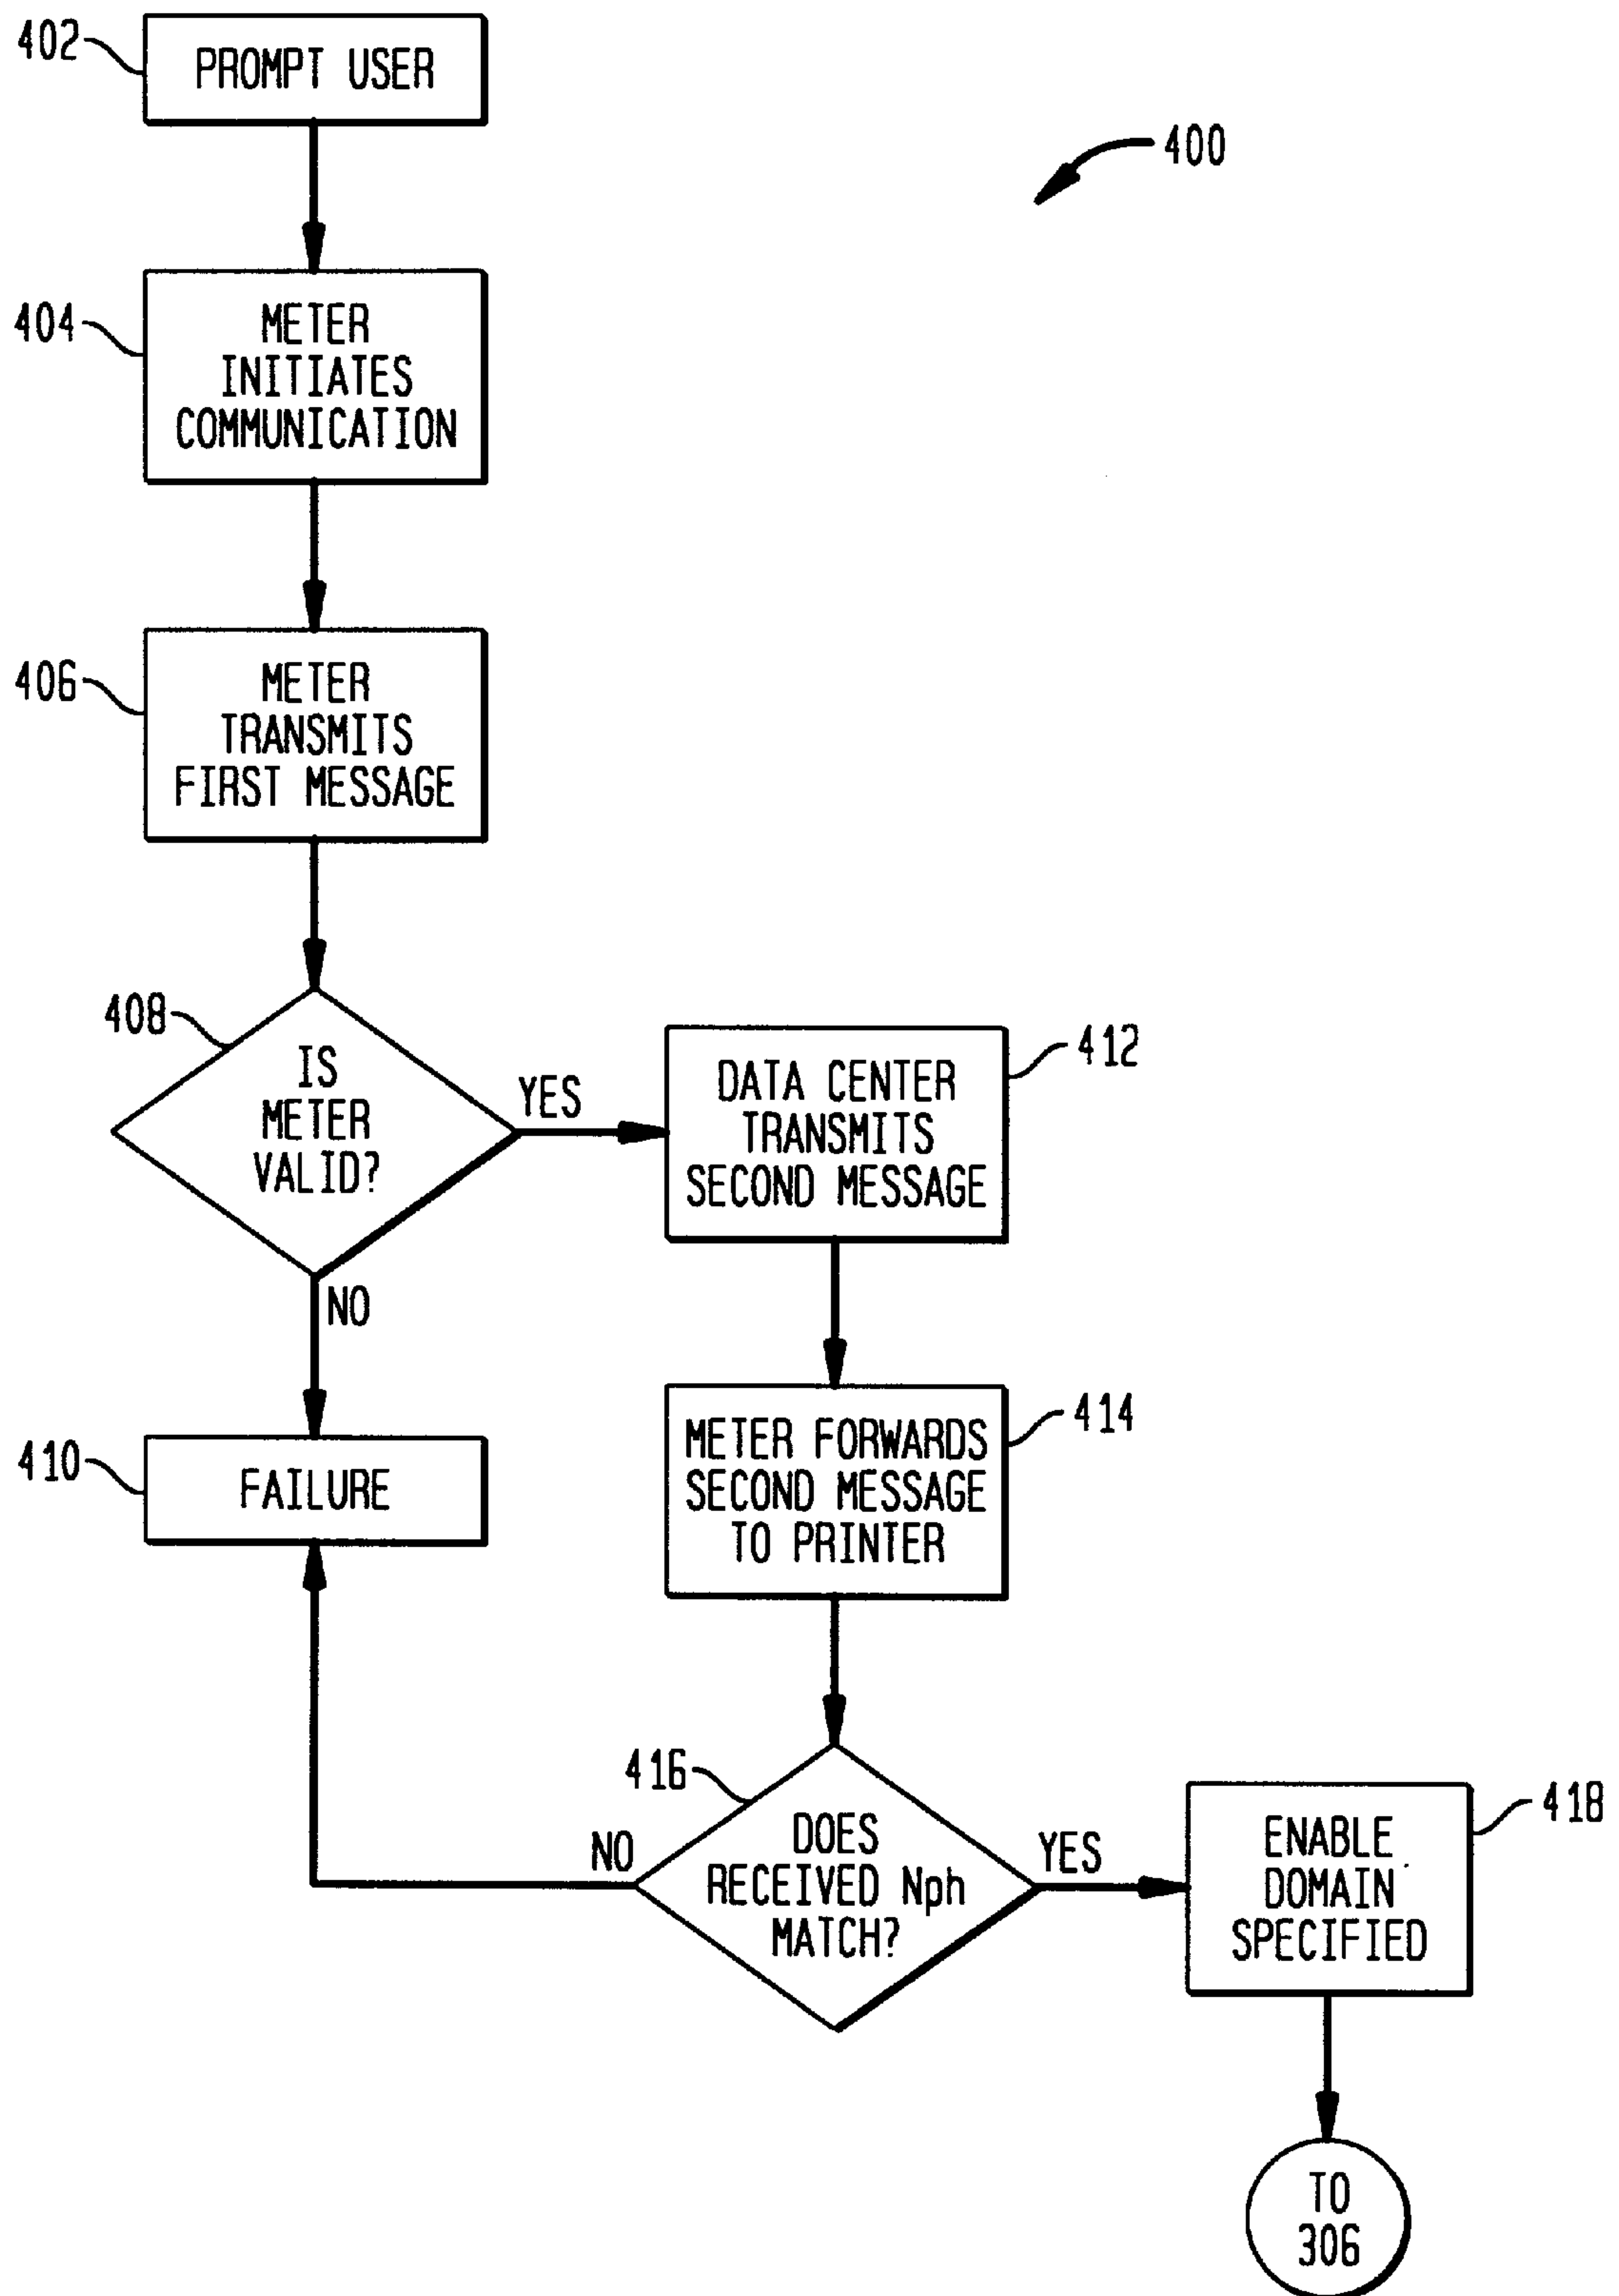 402
PROMPT USER
400
404
METER
INITIATES
COMMUNICATION
406
METER
TRANSMITS
FIRST MESSAGE
408
IS
METER
VALID?
YES
NO
412
DATA CENTER
TRANSMITS
SECOND MESSAGE
410
FAILURE
414
METER FORWARDS
SECOND MESSAGE
TO PRINTER
416
DOES
RECEIVED Nph
MATCH?
NO
YES
418
ENABLE
DOMAIN
SPECIFIED
TO
306